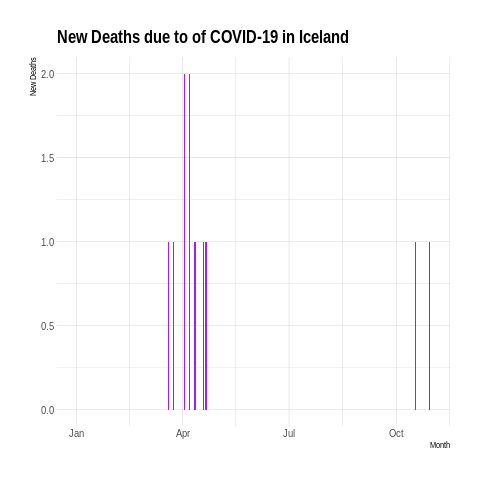 New Deaths due to of COVID-19 in Iceland
New Deaths
2.0
1.5
1.0
0.5
0.0
Jan Apr Jul Oct
Month